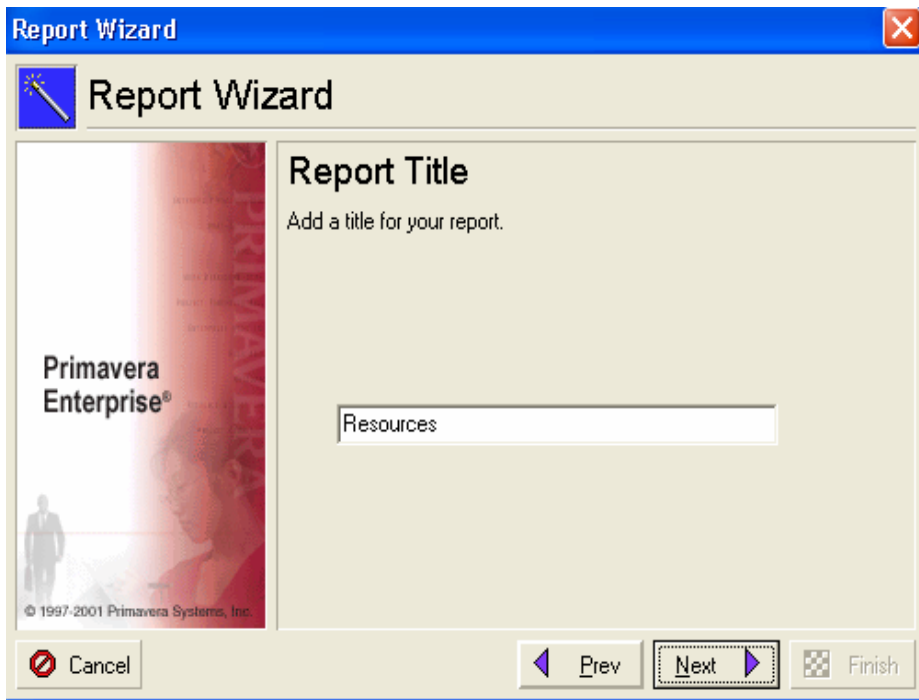 Report Wizard
Report Wizard
Report Title
Add a title for your report.
PRIMAVERA
Primavera
Enterprise®
Resources
© 1997-2001 Primavera Systems, Inc.
Cancel
Prev
Next
Finish